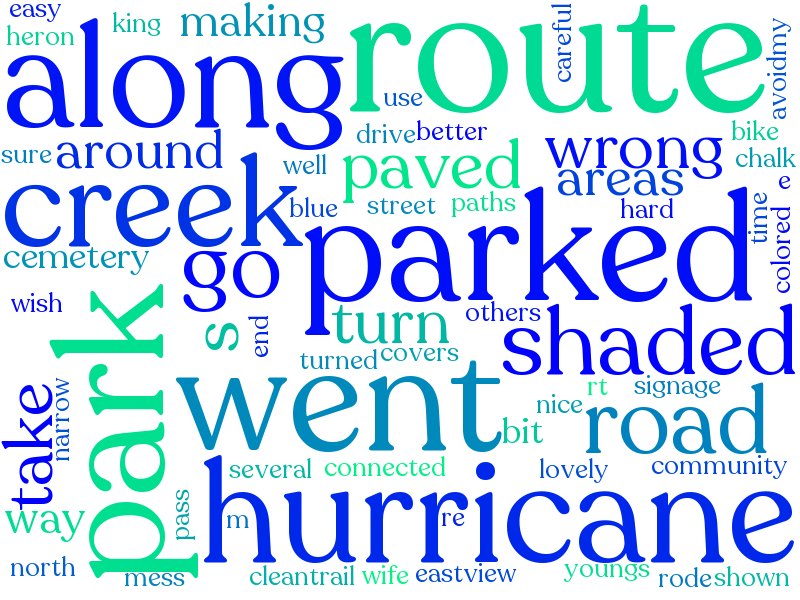 easy
king
making
route
careful
avoidmy
heron
along
use
drive
better
bike
sure
around
well
paved
wrong
chalk
creek
blue
street
paths
areas
hard
e
time
colored
cemetery
go
parked
wish
s
end
turn
others
shaded
park
turned
covers
take
narrow
went
rt
signage
nice
bit
road
way
pass
several
connected
lovely
community
hurricane
m
re
north
mess
cleantrail
wife
eastview
youngs
rode
shown